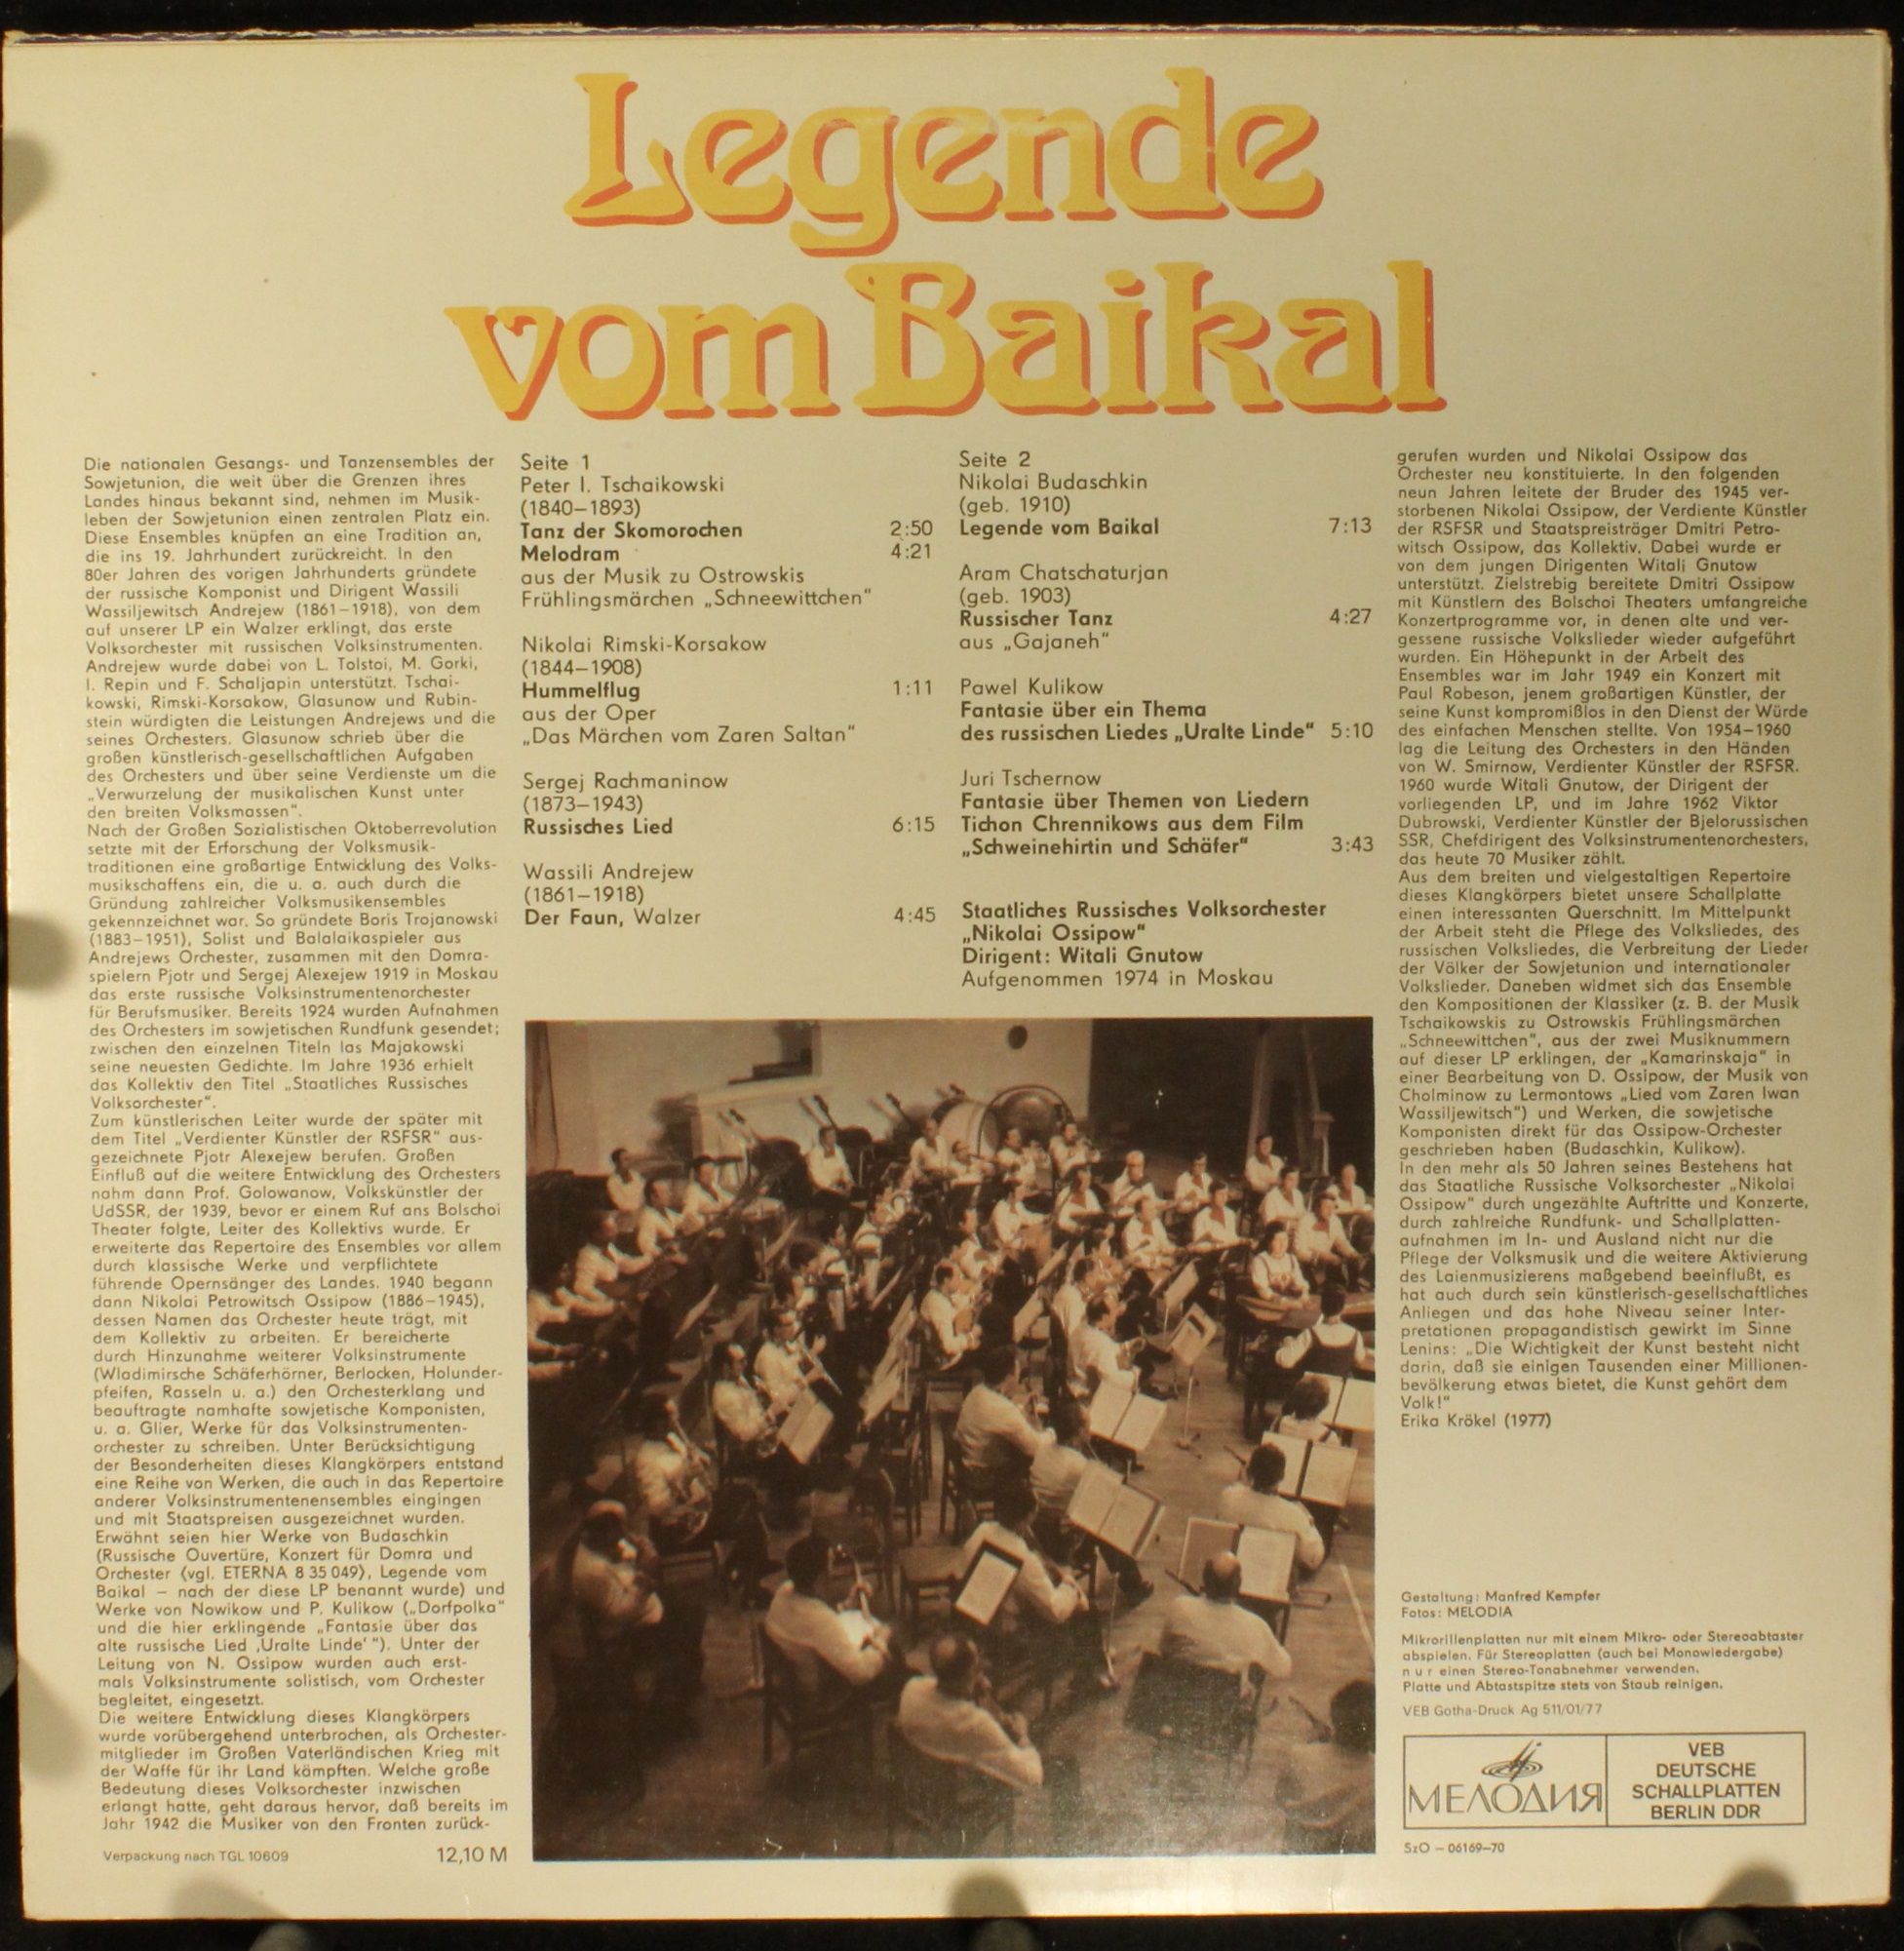 Legende
vom Baikal
Die nationalen Gesangs- und Tanzensembles der
Sowjetunion, die weit über die Grenzen ihres
Landes hinaus bekannt sind, nehmen im Musik-
leben der Sowjetunion einen zentralen Platz ein.
Diese Ensembles knüpfen an eine Tradition an,
die ins 19. Jahrhundert zurückreicht. In den
80er Jahren des vorigen Jahrhunderts gründete
der russische Komponist und Dirigent Wassili
Wassiljewitsch Andrejew (1861–1918), von dem
auf unserer LP ein Walzer erklingt, das erste
Volksorchester mit russischen Volksinstrumenten.
Andrejew wurde dabei von L. Tolstoi, M. Gorki,
I. Repin und F. Schaljapin unterstützt. Tschai-
kowski, Rimski-Korsakow, Glasunow und Rubin-
stein würdigten die Leistungen Andrejews und die
seines Orchesters. Glasunow schrieb über die
großen künstlerisch-gesellschaftlichen Aufgaben
des Orchesters und über seine Verdienste um die
„Verwurzelung der musikalischen Kunst unter
den breiten Volksmassen“.
Nach der Großen Sozialistischen Oktoberrevolution
setzte mit der Erforschung der Volksmusik-
traditionen eine großartige Entwicklung des Volks-
musikschaffens ein, die u. a. auch durch die
Gründung zahlreicher Volksmusikensembles
gekennzeichnet war. So gründete Boris Trojanowski
(1883–1951), Solist und Balalaikaspieler aus
Andrejews Orchester, zusammen mit den Domra-
spielern Pjotr und Sergej Alexejew 1919 in Moskau
das erste russische Volksinstrumentenorchester
für Berufsmusiker. Bereits 1924 wurden Aufnahmen
des Orchesters im sowjetischen Rundfunk gesendet;
zwischen den einzelnen Titeln las Majakowski
seine neuesten Gedichte. Im Jahre 1936 erhielt
das Kollektiv den Titel „Staatliches Russisches
Volksorchester“.
Zum künstlerischen Leiter wurde der später mit
dem Titel „Verdienter Künstler der RSFSR“ aus-
gezeichnete Pjotr Alexejew berufen. Großen
Einfluß auf die weitere Entwicklung des Orchesters
nahm dann Prof. Golowanow, Volkskünstler der
UdSSR, der 1939, bevor er einem Ruf ans Bolschoi
Theater folgte, Leiter des Kollektivs wurde. Er
erweiterte das Repertoire des Ensembles vor allem
durch klassische Werke und verpflichtete
führende Opernsänger des Landes. 1940 begann
dann Nikolai Petrowitsch Ossipow (1886–1945),
dessen Namen das Orchester heute trägt, mit
dem Kollektiv zu arbeiten. Er bereicherte
durch Hinzunahme weiterer Volksinstrumente
(Wladimirsche Schäferhörner, Berlocken, Holunder-
pfeifen, Rasseln u. a.) den Orchesterklang und
beauftragte namhafte sowjetische Komponisten,
u. a. Glier, Werke für das Volksinstrumenten-
orchester zu schreiben. Unter Berücksichtigung
der Besonderheiten dieses Klangkörpers entstand
eine Reihe von Werken, die auch in das Repertoire
anderer Volksinstrumentenensembles eingingen
und mit Staatspreisen ausgezeichnet wurden.
Erwähnt seien hier Werke von Budaschkin
(Russische Ouvertüre, Konzert für Domra und
Orchester (vgl. ETERNA 8 35 049), Legende vom
Baikal – nach der diese LP benannt wurde) und
Werke von Nowikow und P. Kulikow („Dorfpolka“
und die hier erklingende „Fantasie über das
alte russische Lied ‚Uralte Linde‘ “). Unter der
Leitung von N. Ossipow wurden auch erst-
mals Volksinstrumente solistisch, vom Orchester
begleitet, eingesetzt.
Die weitere Entwicklung dieses Klangkörpers
wurde vorübergehend unterbrochen, als Orchester-
mitglieder im Großen Vaterländischen Krieg mit
der Waffe für ihr Land kämpften. Welche große
Bedeutung dieses Volksorchester inzwischen
erlangt hatte, geht daraus hervor, daß bereits im
Jahr 1942 die Musiker von den Fronten zurück-
Verpackung nach TGL 10609 12,10 M
Seite 1
Peter I. Tschaikowski
(1840–1893)
Tanz der Skomorochen 2:50
Melodram 4:21
aus der Musik zu Ostrowskis
Frühlingsmärchen „Schneewittchen“
Nikolai Rimski-Korsakow
(1844–1908)
Hummelflug 1:11
aus der Oper
„Das Märchen vom Zaren Saltan“
Sergej Rachmaninow
(1873–1943)
Russisches Lied 6:15
Wassili Andrejew
(1861–1918)
Der Faun, Walzer 4:45
Seite 2
Nikolai Budaschkin
(geb. 1910)
Legende vom Baikal 7:13
Aram Chatschaturjan
(geb. 1903)
Russischer Tanz 4:27
aus „Gajaneh“
Pawel Kulikow
Fantasie über ein Thema
des russischen Liedes „Uralte Linde“ 5:10
Juri Tschernow
Fantasie über Themen von Liedern
Tichon Chrennikows aus dem Film
„Schweinehirtin und Schäfer“ 3:43
Staatliches Russisches Volksorchester
„Nikolai Ossipow“
Dirigent: Witali Gnutow
Aufgenommen 1974 in Moskau
gerufen wurden und Nikolai Ossipow das
Orchester neu konstituierte. In den folgenden
neun Jahren leitete der Bruder des 1945 ver-
storbenen Nikolai Ossipow, der Verdiente Künstler
der RSFSR und Staatspreisträger Dmitri Petro-
witsch Ossipow, das Kollektiv. Dabei wurde er
von dem jungen Dirigenten Witali Gnutow
unterstützt. Zielstrebig bereitete Dmitri Ossipow
mit Künstlern des Bolschoi Theaters umfangreiche
Konzertprogramme vor, in denen alte und ver-
gessene russische Volkslieder wieder aufgeführt
wurden. Ein Höhepunkt in der Arbeit des
Ensembles war im Jahr 1949 ein Konzert mit
Paul Robeson, jenem großartigen Künstler, der
seine Kunst kompromißlos in den Dienst der Würde
des einfachen Menschen stellte. Von 1954–1960
lag die Leitung des Orchesters in den Händen
von W. Smirnow, Verdienter Künstler der RSFSR.
1960 wurde Witali Gnutow, der Dirigent der
vorliegenden LP, und im Jahre 1962 Viktor
Dubrowski, Verdienter Künstler der Bjelorussischen
SSR, Chefdirigent des Volksinstrumentenorchesters,
das heute 70 Musiker zählt.
Aus dem breiten und vielgestaltigen Repertoire
dieses Klangkörpers bietet unsere Schallplatte
einen interessanten Querschnitt. Im Mittelpunkt
der Arbeit steht die Pflege des Volksliedes, des
russischen Volksliedes, die Verbreitung der Lieder
der Völker der Sowjetunion und internationaler
Volkslieder. Daneben widmet sich das Ensemble
den Kompositionen der Klassiker (z. B. der Musik
Tschaikowskis zu Ostrowskis Frühlingsmärchen
„Schneewittchen“, aus der zwei Musiknummern
auf dieser LP erklingen, der „Kamarinskaja“ in
einer Bearbeitung von D. Ossipow, der Musik von
Cholminow zu Lermontows „Lied vom Zaren Iwan
Wassiljewitsch“) und Werken, die sowjetische
Komponisten direkt für das Ossipow-Orchester
geschrieben haben (Budaschkin, Kulikow).
In den mehr als 50 Jahren seines Bestehens hat
das Staatliche Russische Volksorchester „Nikolai
Ossipow“ durch ungezählte Auftritte und Konzerte,
durch zahlreiche Rundfunk- und Schallplatten-
aufnahmen im In- und Ausland nicht nur die
Pflege der Volksmusik und die weitere Aktivierung
des Laienmusizierens maßgebend beeinflußt, es
hat auch durch sein künstlerisch-gesellschaftliches
Anliegen und das hohe Niveau seiner Inter-
pretationen propagandistisch gewirkt im Sinne
Lenins: „Die Wichtigkeit der Kunst besteht nicht
darin, daß sie einigen Tausenden einer Millionen-
bevölkerung etwas bietet, die Kunst gehört dem
Volk!“
Erika Krökel (1977)
Gestaltung: Manfred Kempfer
Fotos: MELODIA
Mikrorillenplatten nur mit einem Mikro- oder Stereoabtaster
abspielen. Für Stereoplatten (auch bei Monowiedergabe)
n u r einen Stereo-Tonabnehmer verwenden.
Platte und Abtastspitze stets von Staub reinigen.
VEB Gotha-Druck Ag 511/01/77
МЕЛОДИЯ
VEB
DEUTSCHE
SCHALLPLATTEN
BERLIN DDR
SzO – 06169–70